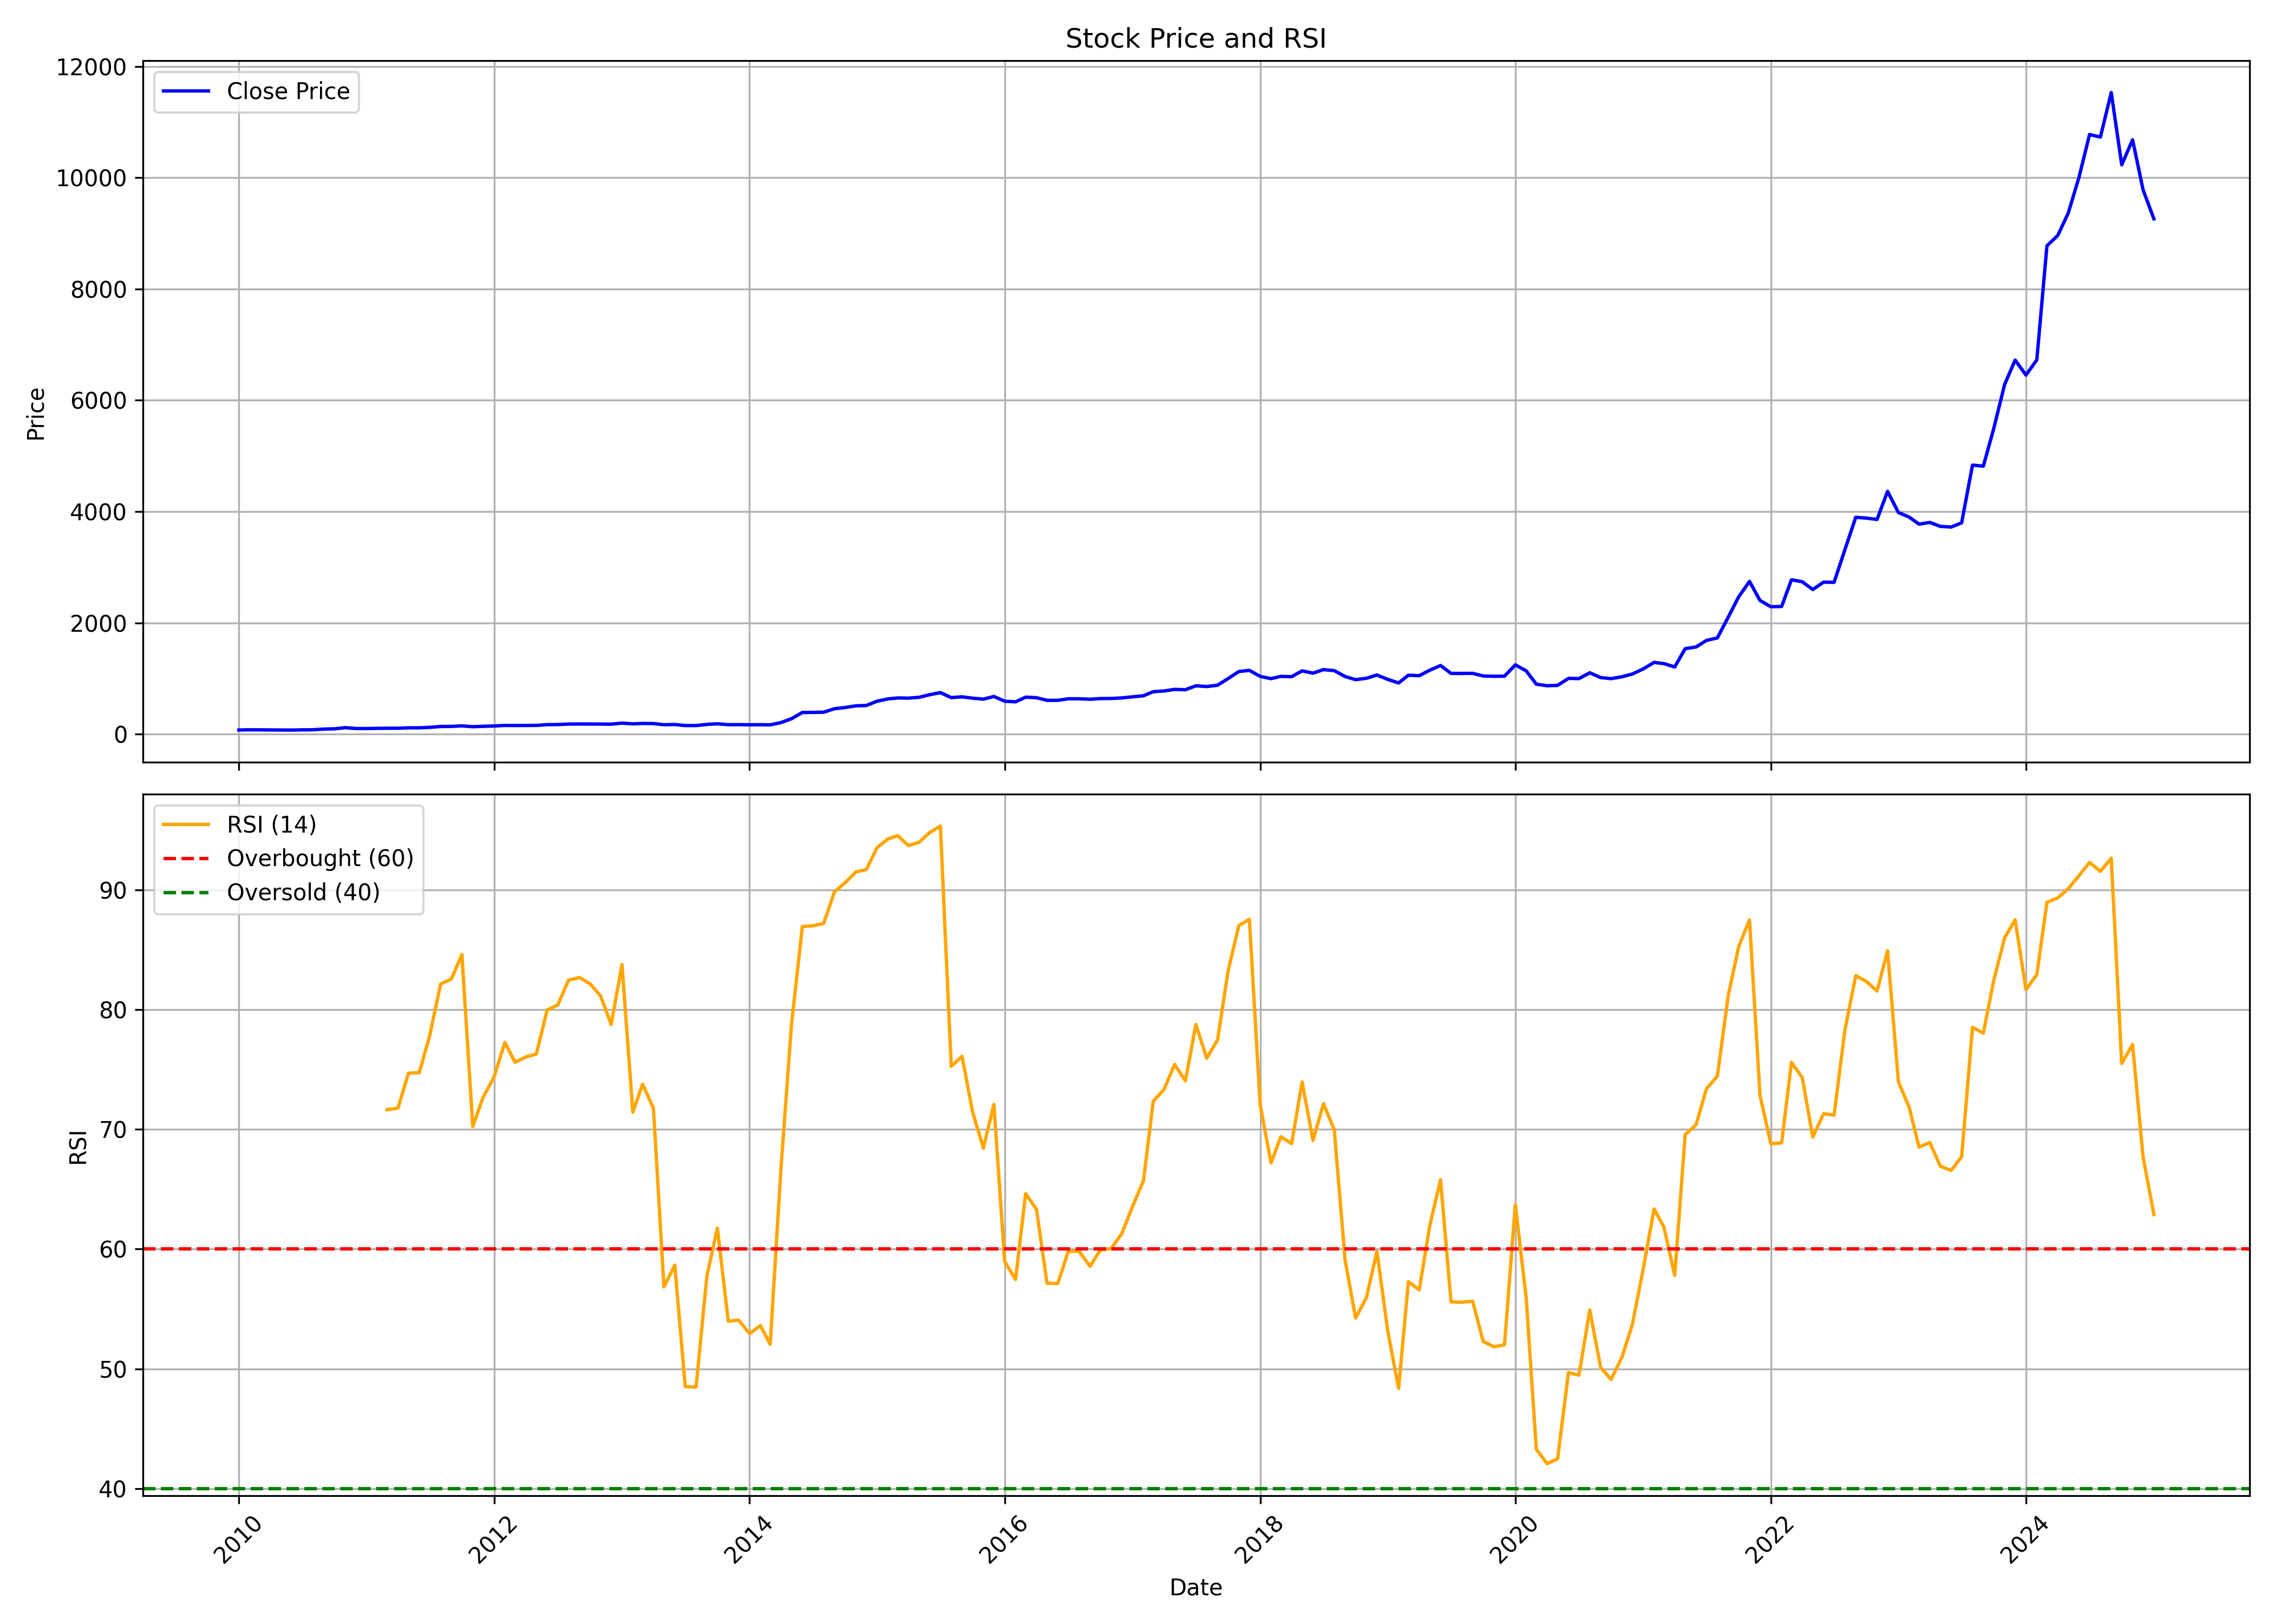 Stock Price and RSI
12000
10000
8000
6000
4000
2000
0
Price
Close Price
RSI (14)
Overbought (60)
Oversold (40)
90
80
70
60
50
40
RSI
2010
2012
2014
2016
2018
2020
2022
2024
Date